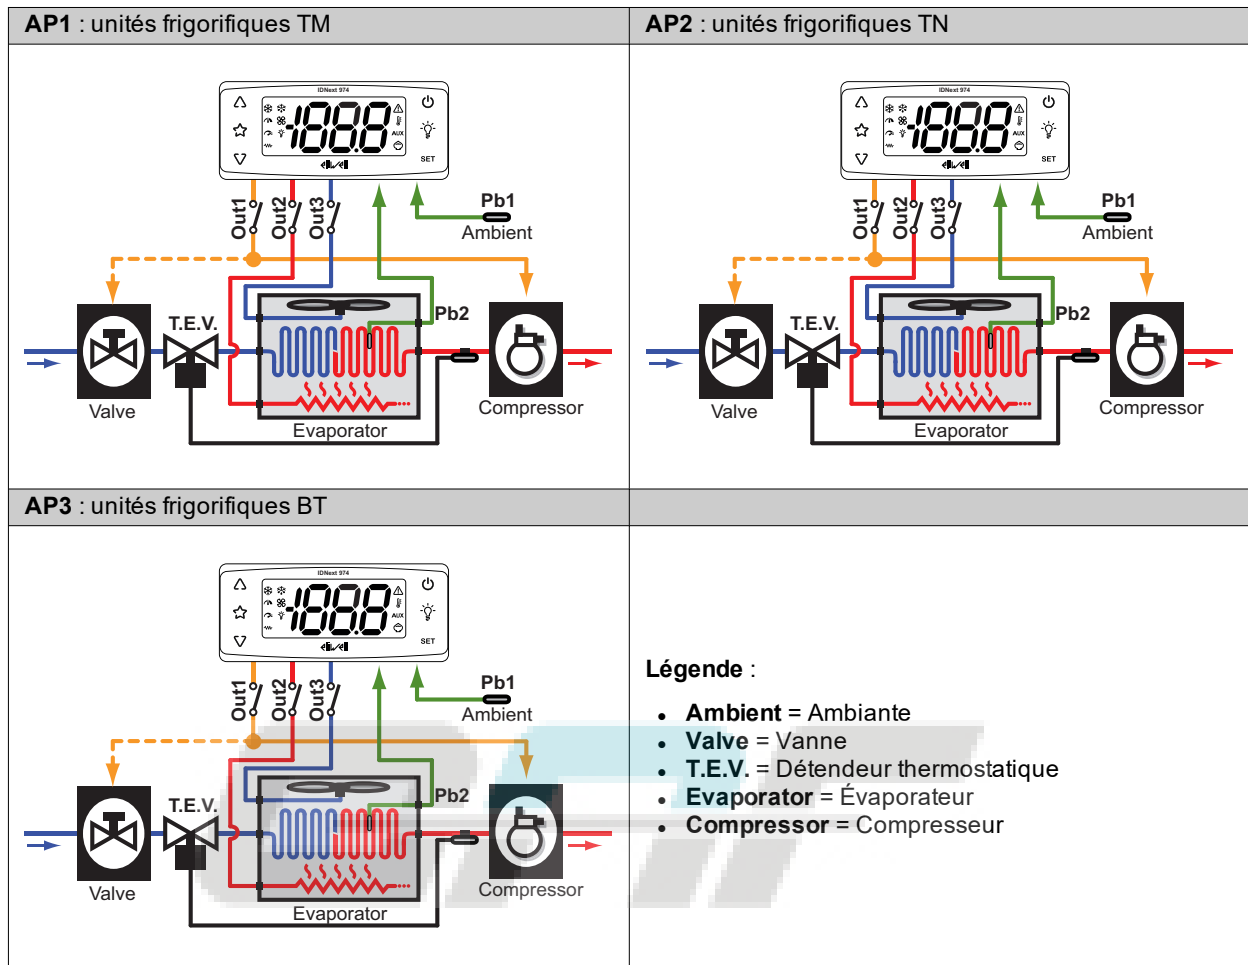 AP1 : unités frigorifiques TM
IDNext 974
188.8
AUX
SET
eliwell
Out1
Out2
Out3
Pb1
Ambient
T.E.V.
Pb2
Valve
Evaporator
Compressor
AP2 : unités frigorifiques TN
IDNext 974
188.8
AUX
SET
eliwell
Out1
Out2
Out3
Pb1
Ambient
T.E.V.
Pb2
Valve
Evaporator
Compressor
AP3 : unités frigorifiques BT
IDNext 974
188.8
AUX
SET
eliwell
Out1
Out2
Out3
Pb1
Ambient
T.E.V.
Pb2
Valve
Evaporator
Compressor
Légende :
• Ambient = Ambiante
• Valve = Vanne
• T.E.V. = Détendeur thermostatique
• Evaporator = Évaporateur
• Compressor = Compresseur